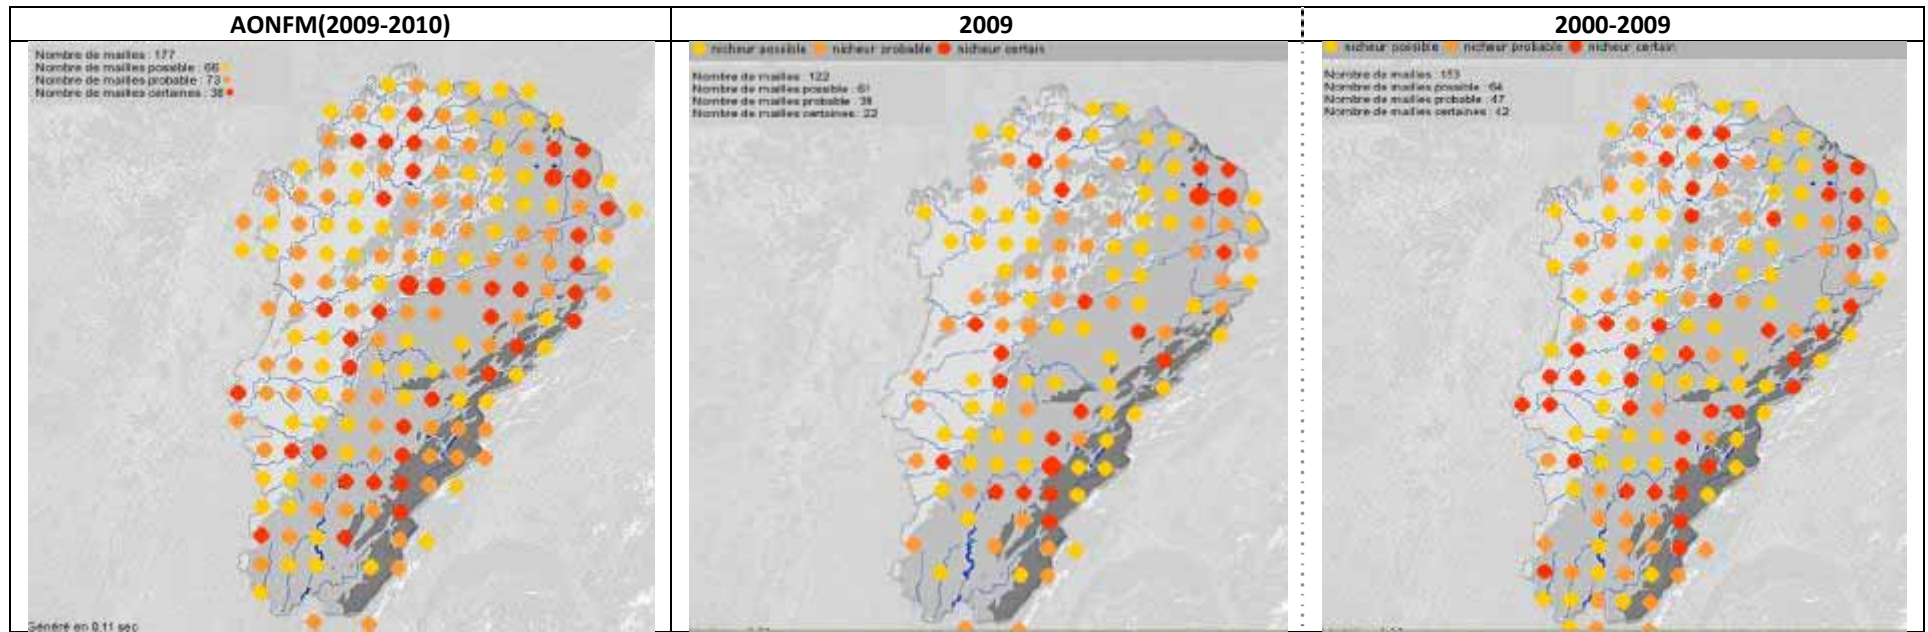 AONFM(2009-2010)
Nombre de mailles : 177
Nombre de mailles possible : 66
Nombre de mailles probable : 73
Nombre de mailles certaines : 38
Généré en 0.11 sec
2009
nicheur possible nicheur probable nicheur certain
Nombre de mailles : 122
Nombre de mailles possible : 61
Nombre de mailles probable : 39
Nombre de mailles certaines : 22
2000-2009
nicheur possible nicheur probable nicheur certain
Nombre de mailles : 153
Nombre de mailles possible : 64
Nombre de mailles probable : 47
Nombre de mailles certaines : 42